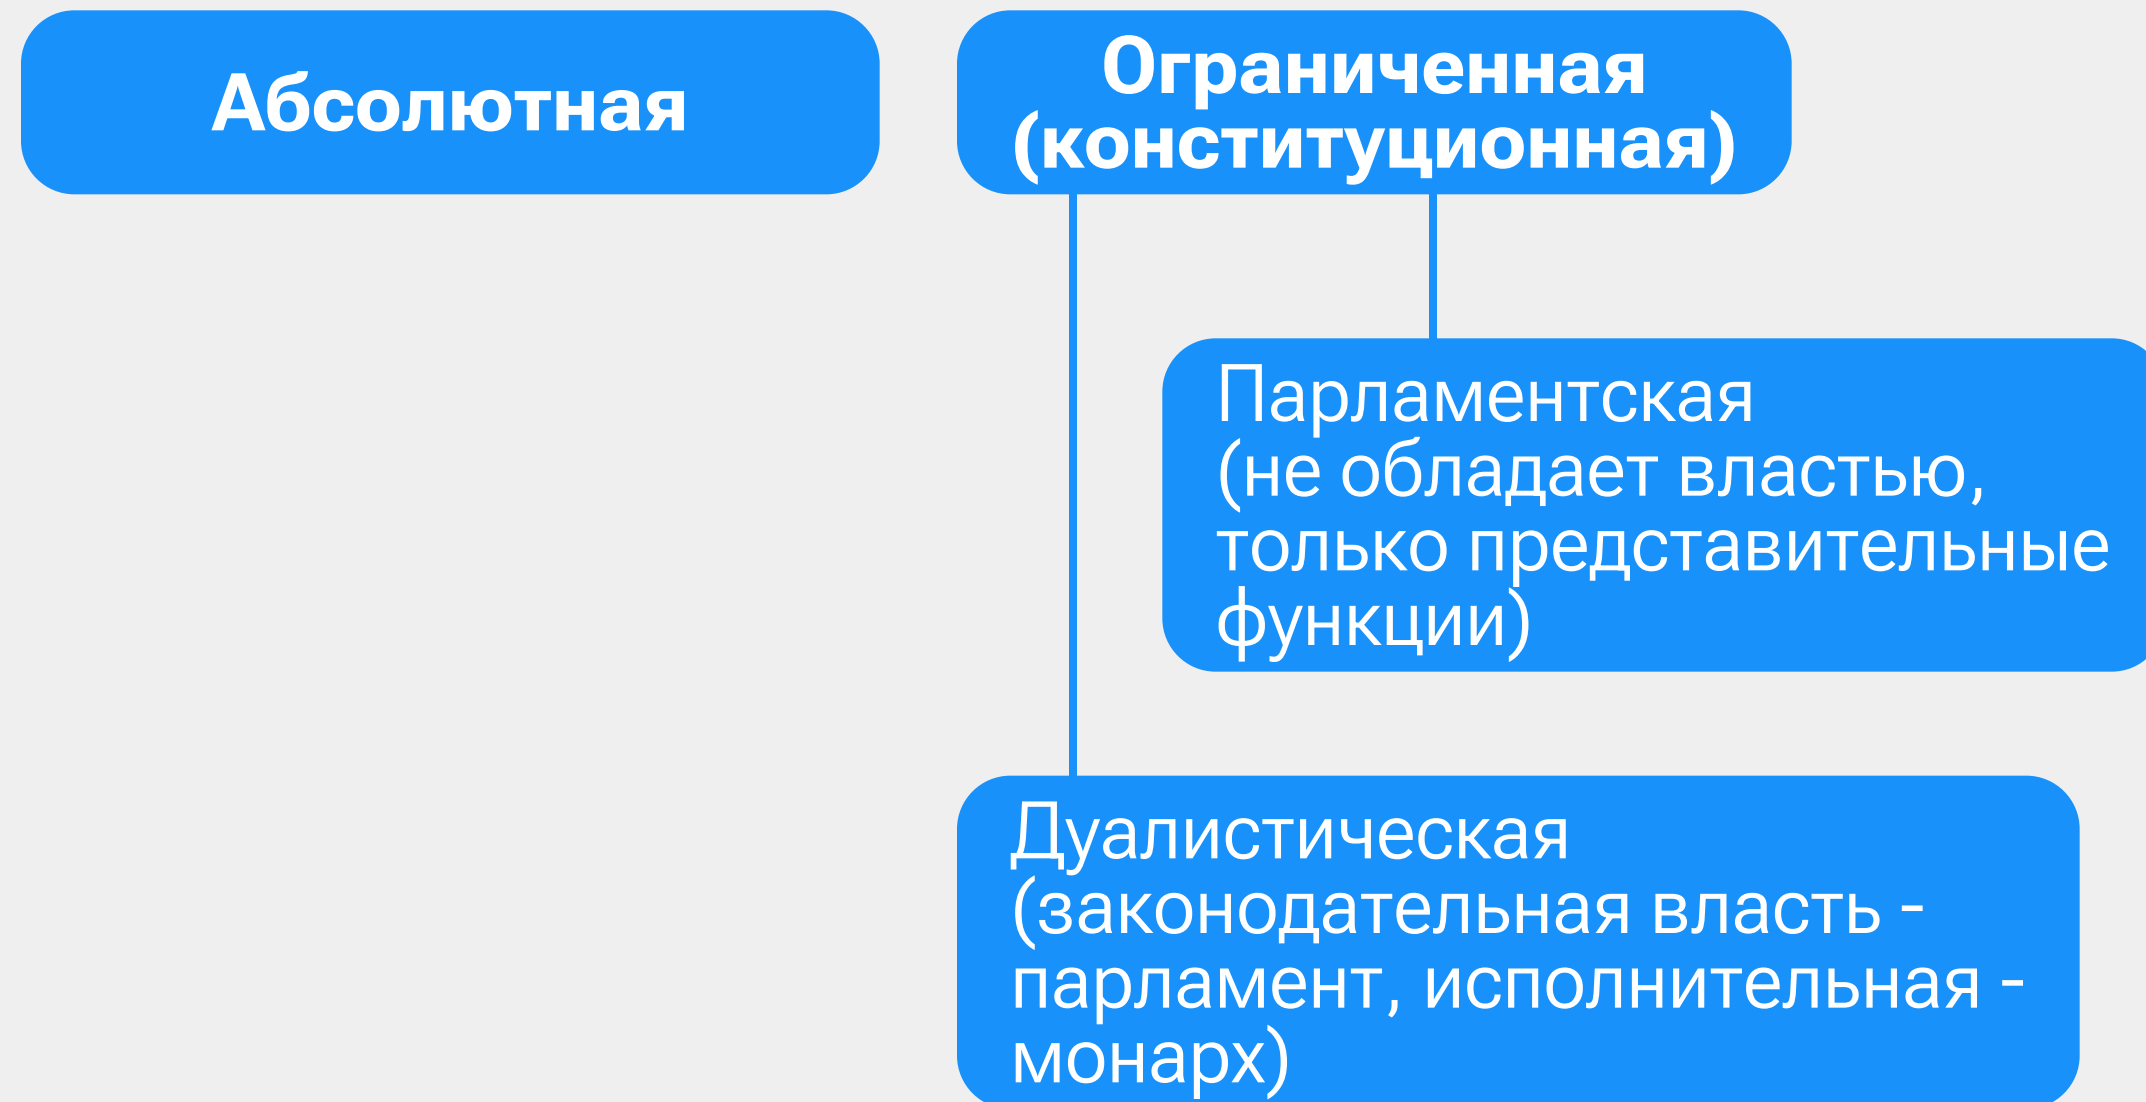 Абсолютная
Ограниченная
(конституционная)
Парламентская
(не обладает властью,
только представительные
функции)
Дуалистическая
(законодательная власть -
парламент, исполнительная -
монарх)